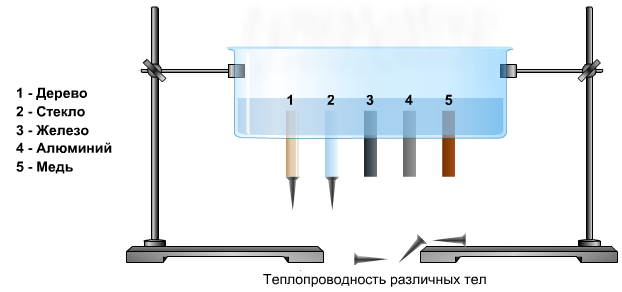 1 - Дерево
2 - Стекло
3 - Железо
4 - Алюминий
5 - Медь
1 2 3 4 5
Теплопроводность различных тел